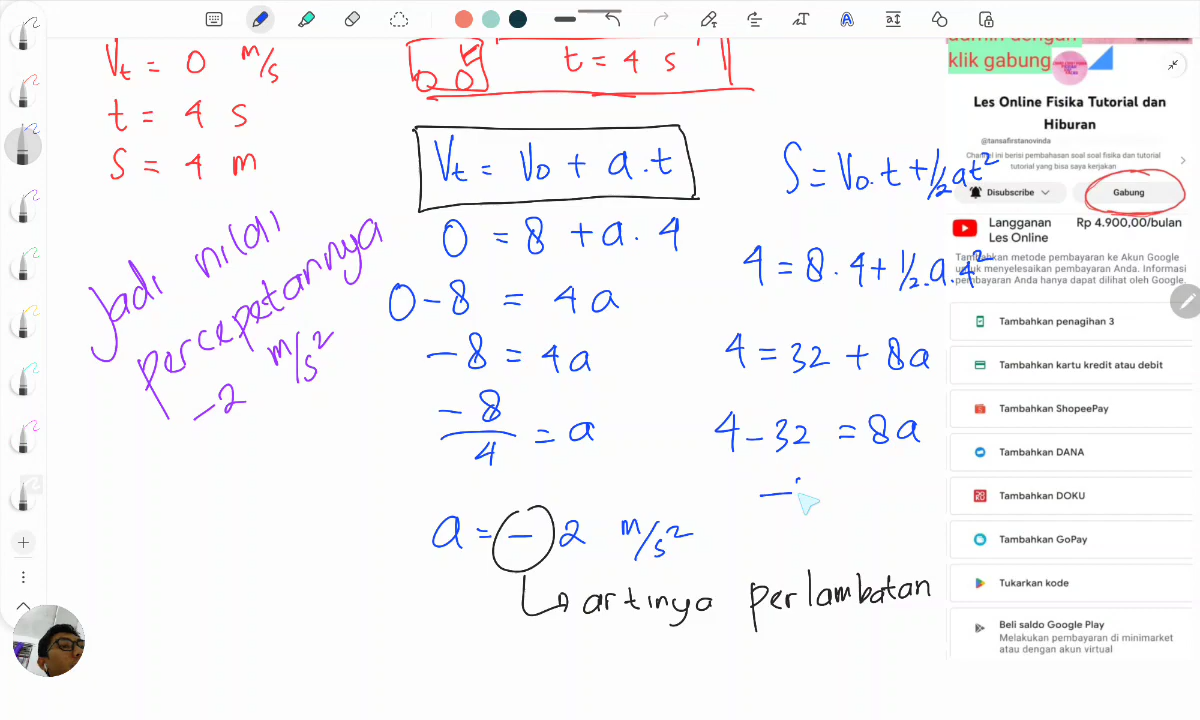 Vt = 0 m/s
t = 4 s
S = 4 m
t = 4 s
Vt = Vo + a.t
0 = 8 + a. 4
0 - 8 = 4a
-8 = 4a
-8/4 = a
a = -2 m/s²
↳ artinya perlambatan
Jadi nilai
percepatannya
-2 m/s²
S = Vo.t + 1/2 at²
4 = 8.4 + 1/2.a.4²
4 = 32 + 8a
4 - 32 = 8a
klik gabung
Les Online Fisika Tutorial dan
Hiburan
@tansafirstanovinda
Channel ini berisi pembahasan soal soal fisika dan tutorial
tutorial yang bisa saya kerjakan
Disubscribe
Gabung
Langganan
Les Online
Rp 4.900,00/bulan
Tambahkan metode pembayaran ke Akun Google
untuk menyelesaikan pembayaran Anda. Informasi
pembayaran Anda hanya dapat dilihat oleh Google.
Tambahkan penagihan 3
Tambahkan kartu kredit atau debit
Tambahkan ShopeePay
Tambahkan DANA
Tambahkan DOKU
Tambahkan GoPay
Tukarkan kode
Beli saldo Google Play
Melakukan pembayaran di minimarket
atau dengan akun virtual